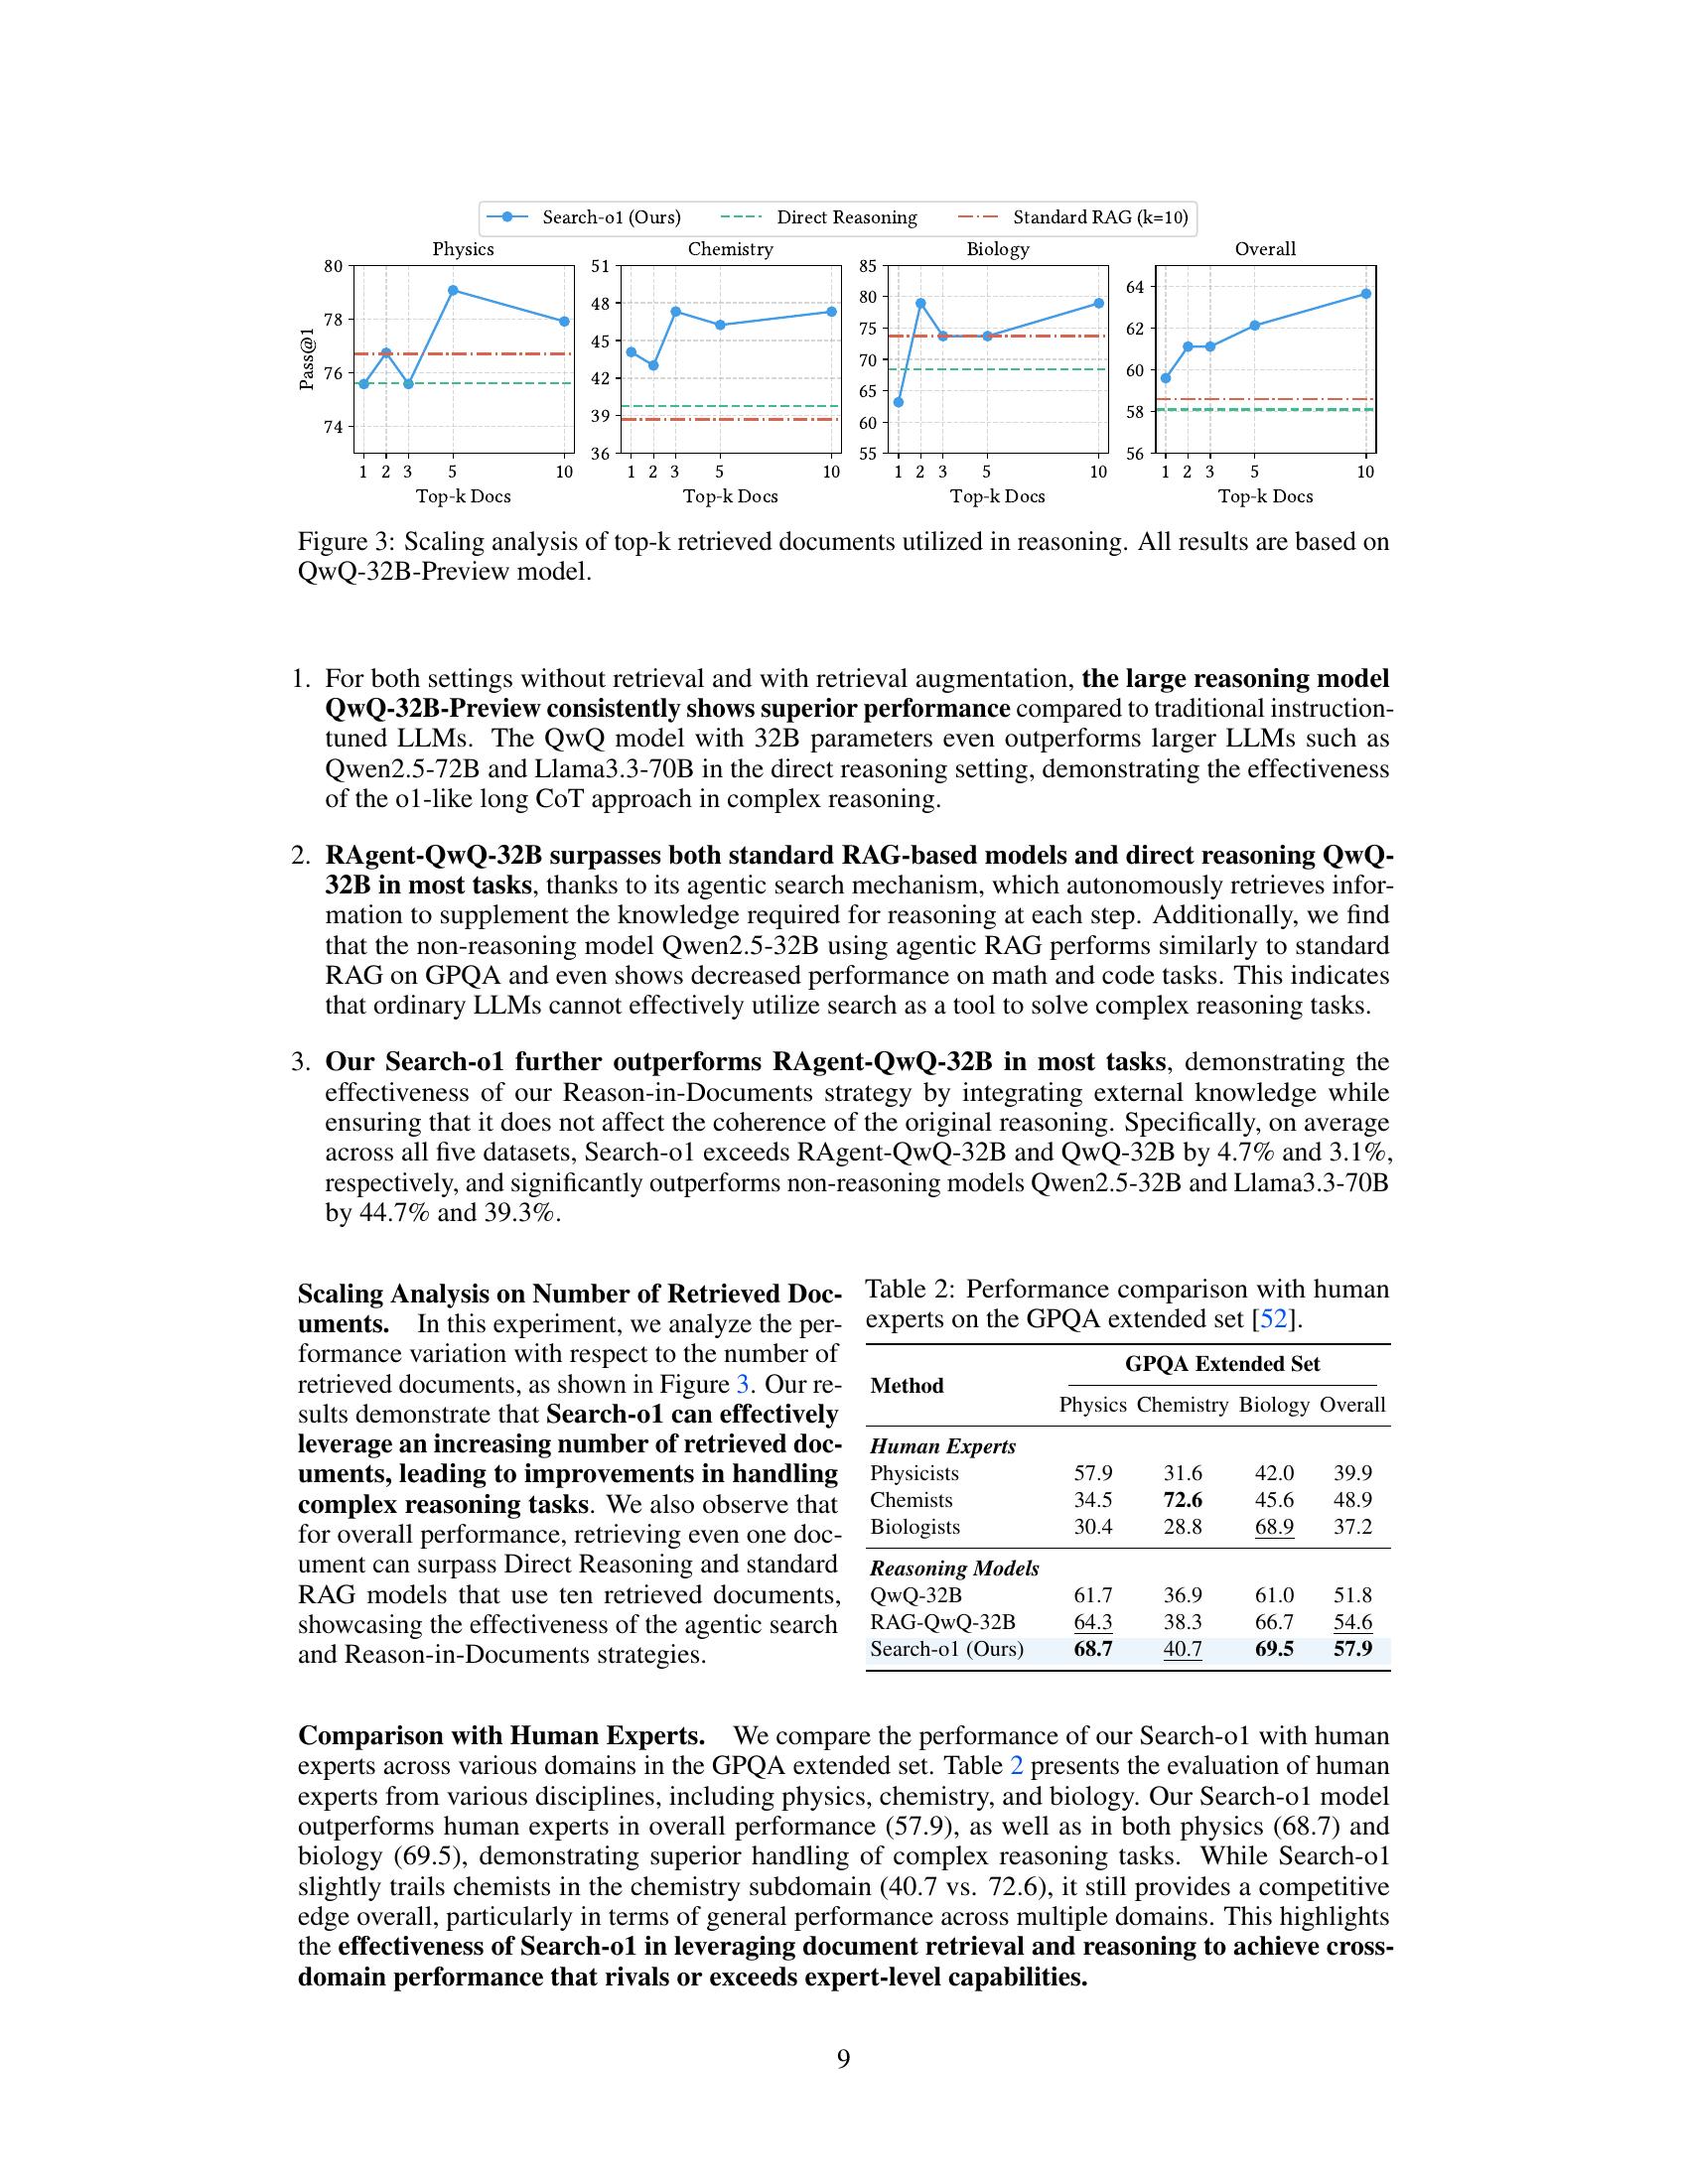 Search-o1 (Ours) Direct Reasoning Standard RAG (k=10)
Physics Chemistry Biology Overall
Pass@1
80
78
76
74
1 2 3 5 10
Top-k Docs
51
48
45
42
39
36
1 2 3 5 10
Top-k Docs
85
80
75
70
65
60
55
1 2 3 5 10
Top-k Docs
64
62
60
58
56
1 2 3 5 10
Top-k Docs
Figure 3: Scaling analysis of top-k retrieved documents utilized in reasoning. All results are based on
QwQ-32B-Preview model.
1. For both settings without retrieval and with retrieval augmentation, the large reasoning model
QwQ-32B-Preview consistently shows superior performance compared to traditional instruction-
tuned LLMs. The QwQ model with 32B parameters even outperforms larger LLMs such as
Qwen2.5-72B and Llama3.3-70B in the direct reasoning setting, demonstrating the effectiveness
of the o1-like long CoT approach in complex reasoning.
2. RAgent-QwQ-32B surpasses both standard RAG-based models and direct reasoning QwQ-
32B in most tasks, thanks to its agentic search mechanism, which autonomously retrieves infor-
mation to supplement the knowledge required for reasoning at each step. Additionally, we find
that the non-reasoning model Qwen2.5-32B using agentic RAG performs similarly to standard
RAG on GPQA and even shows decreased performance on math and code tasks. This indicates
that ordinary LLMs cannot effectively utilize search as a tool to solve complex reasoning tasks.
3. Our Search-o1 further outperforms RAgent-QwQ-32B in most tasks, demonstrating the
effectiveness of our Reason-in-Documents strategy by integrating external knowledge while
ensuring that it does not affect the coherence of the original reasoning. Specifically, on average
across all five datasets, Search-o1 exceeds RAgent-QwQ-32B and QwQ-32B by 4.7% and 3.1%,
respectively, and significantly outperforms non-reasoning models Qwen2.5-32B and Llama3.3-70B
by 44.7% and 39.3%.
Scaling Analysis on Number of Retrieved Doc-
uments. In this experiment, we analyze the per-
formance variation with respect to the number of
retrieved documents, as shown in Figure 3. Our re-
sults demonstrate that Search-o1 can effectively
leverage an increasing number of retrieved doc-
uments, leading to improvements in handling
complex reasoning tasks. We also observe that
for overall performance, retrieving even one doc-
ument can surpass Direct Reasoning and standard
RAG models that use ten retrieved documents,
showcasing the effectiveness of the agentic search
and Reason-in-Documents strategies.
Table 2: Performance comparison with human
experts on the GPQA extended set [52].
Method GPQA Extended Set
Physics Chemistry Biology Overall
Human Experts
Physicists 57.9 31.6 42.0 39.9
Chemists 34.5 72.6 45.6 48.9
Biologists 30.4 28.8 68.9 37.2
Reasoning Models
QwQ-32B 61.7 36.9 61.0 51.8
RAG-QwQ-32B 64.3 38.3 66.7 54.6
Search-o1 (Ours) 68.7 40.7 69.5 57.9
Comparison with Human Experts. We compare the performance of our Search-o1 with human
experts across various domains in the GPQA extended set. Table 2 presents the evaluation of human
experts from various disciplines, including physics, chemistry, and biology. Our Search-o1 model
outperforms human experts in overall performance (57.9), as well as in both physics (68.7) and
biology (69.5), demonstrating superior handling of complex reasoning tasks. While Search-o1
slightly trails chemists in the chemistry subdomain (40.7 vs. 72.6), it still provides a competitive
edge overall, particularly in terms of general performance across multiple domains. This highlights
the effectiveness of Search-o1 in leveraging document retrieval and reasoning to achieve cross-
domain performance that rivals or exceeds expert-level capabilities.
9